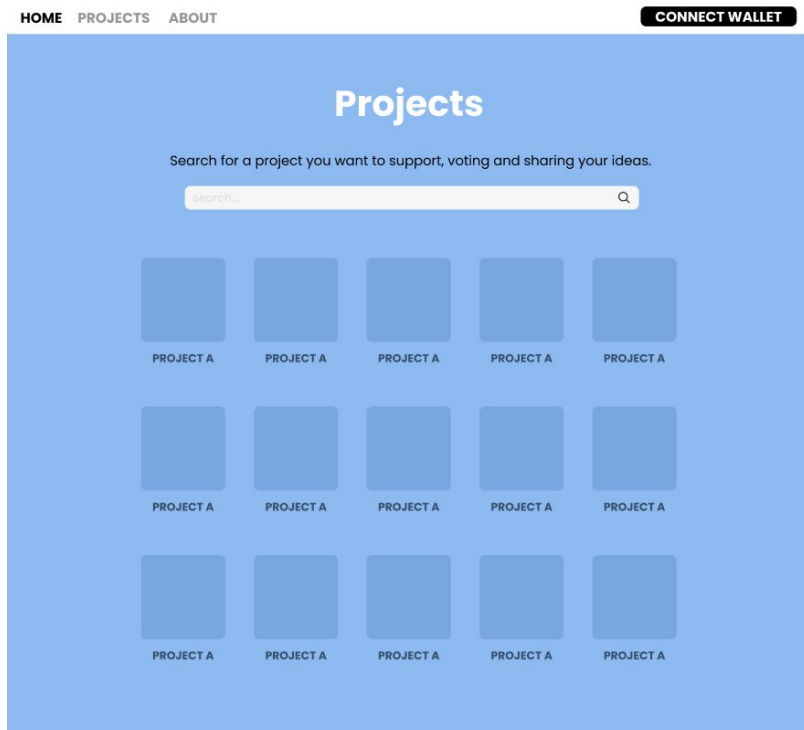 HOME PROJECTS ABOUT CONNECT WALLET
Projects
Search for a project you want to support, voting and sharing your ideas.
search...
PROJECT A PROJECT A PROJECT A PROJECT A PROJECT A
PROJECT A PROJECT A PROJECT A PROJECT A PROJECT A
PROJECT A PROJECT A PROJECT A PROJECT A PROJECT A